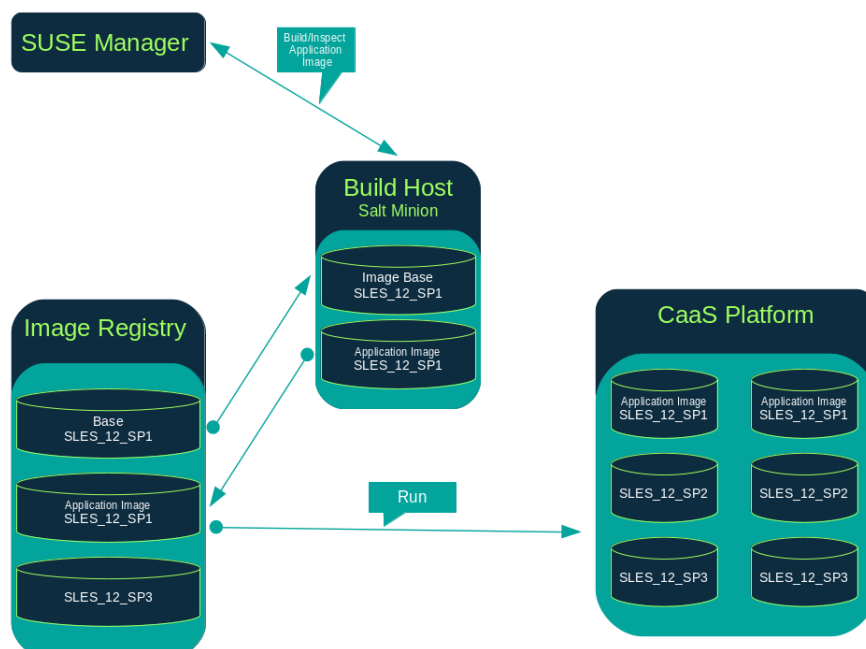 SUSE Manager
Build/Inspect
Application
Image
Build Host
Salt Minion
Image Base
SLES_12_SP1
Application Image
SLES_12_SP1
Image Registry
Base
SLES_12_SP1
Application Image
SLES_12_SP1
SLES_12_SP3
Run
CaaS Platform
Application Image
SLES_12_SP1
Application Image
SLES_12_SP1
SLES_12_SP2
SLES_12_SP2
SLES_12_SP3
SLES_12_SP3